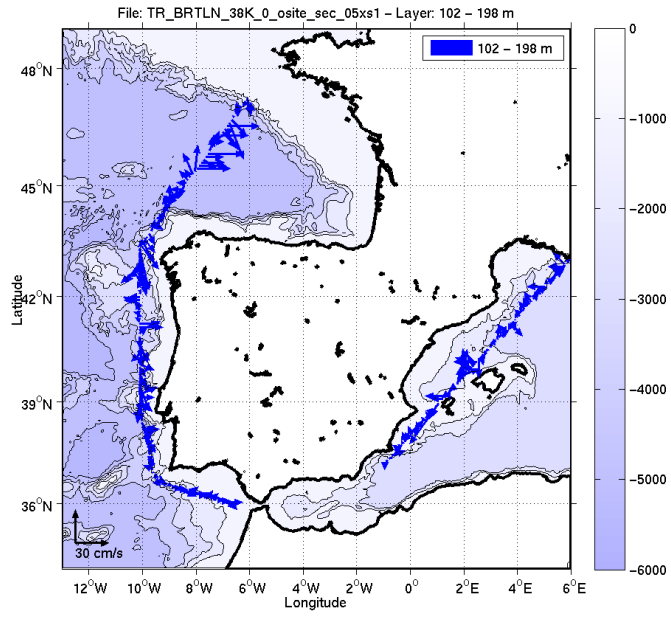 File: TR_BRTLN_38K_0_osite_sec_05xs1 – Layer: 102 – 198 m
102 – 198 m
48°N
45°N
42°N
39°N
36°N
Latitude
30 cm/s
12°W 10°W 8°W 6°W 4°W 2°W 0° 2°E 4°E 6°E
Longitude
0
−1000
−2000
−3000
−4000
−5000
−6000